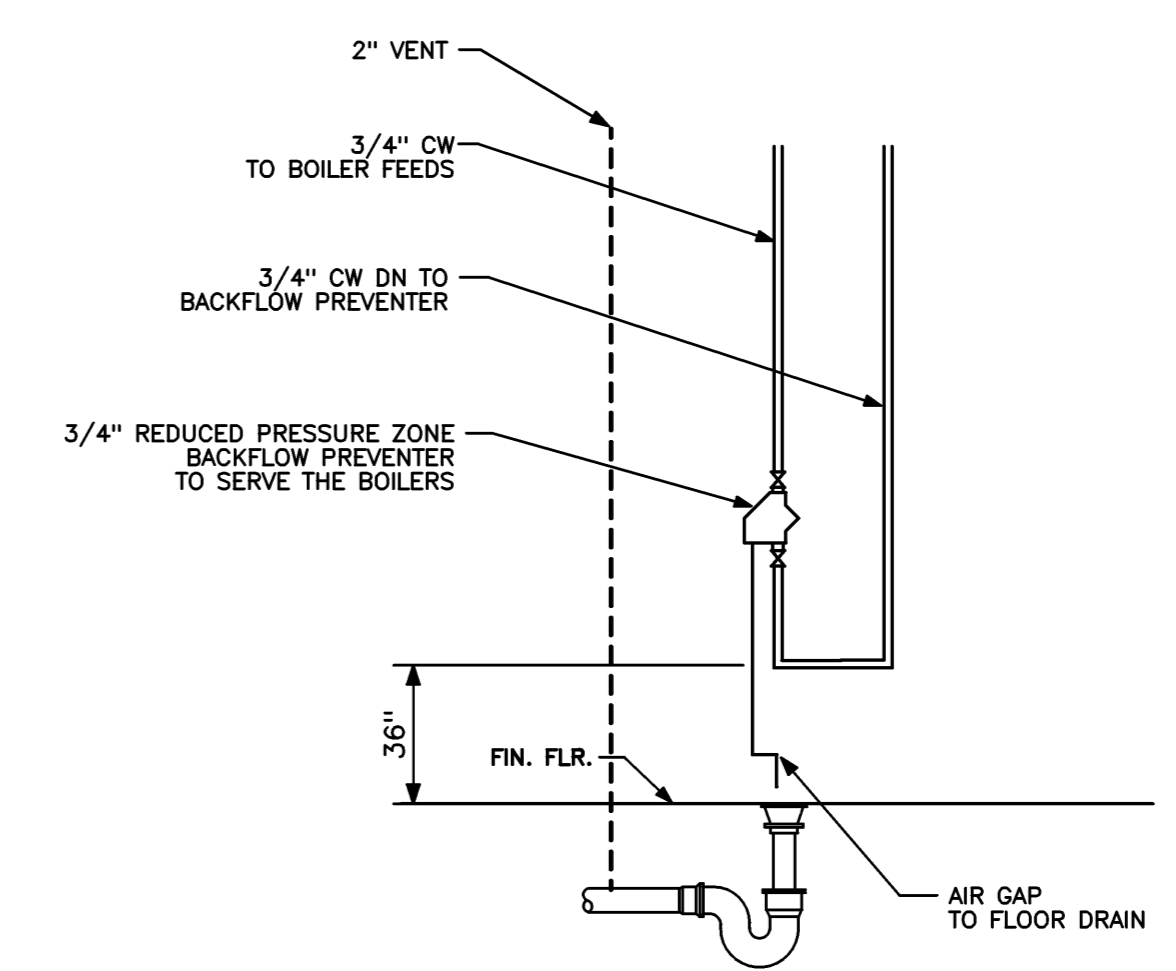 2" VENT
3/4" CW
TO BOILER FEEDS
3/4" CW DN TO
BACKFLOW PREVENTER
3/4" REDUCED PRESSURE ZONE
BACKFLOW PREVENTER
TO SERVE THE BOILERS
36"
FIN. FLR.
AIR GAP
TO FLOOR DRAIN